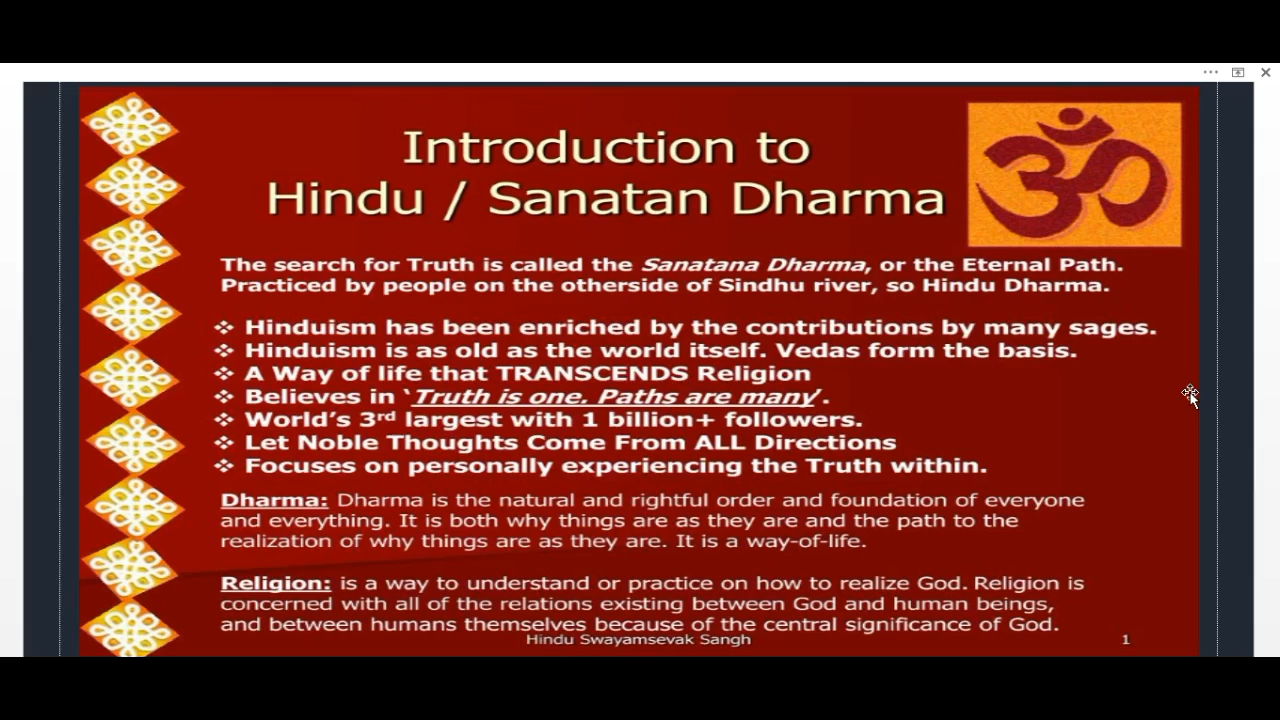 Introduction to
Hindu / Sanatan Dharma
ॐ
The search for Truth is called the Sanatana Dharma, or the Eternal Path.
Practiced by people on the otherside of Sindhu river, so Hindu Dharma.
❖ Hinduism has been enriched by the contributions by many sages.
❖ Hinduism is as old as the world itself. Vedas form the basis.
❖ A Way of life that TRANSCENDS Religion
❖ Believes in ‘Truth is one. Paths are many’.
❖ World’s 3rd largest with 1 billion+ followers.
❖ Let Noble Thoughts Come From ALL Directions
❖ Focuses on personally experiencing the Truth within.
Dharma: Dharma is the natural and rightful order and foundation of everyone
and everything. It is both why things are as they are and the path to the
realization of why things are as they are. It is a way-of-life.
Religion: is a way to understand or practice on how to realize God. Religion is
concerned with all of the relations existing between God and human beings,
and between humans themselves because of the central significance of God.
Hindu Swayamsevak Sangh 1